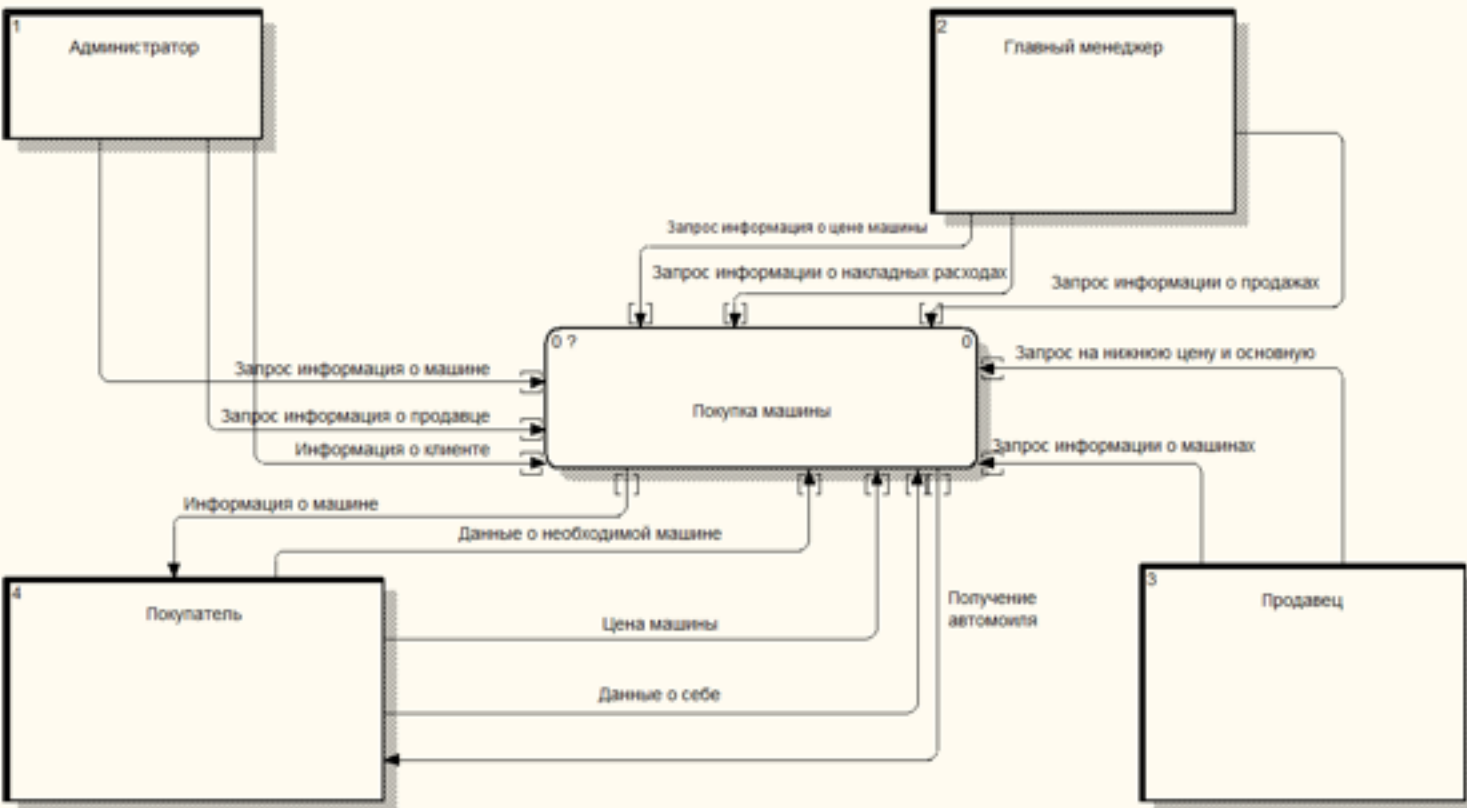 1
Администратор
2
Главный менеджер
Запрос информация о цене машины
Запрос информации о накладных расходах
Запрос информации о продажах
0 ?
0
Покупка машины
Запрос на нижнюю цену и основную
Запрос информация о машине
Запрос информация о продавце
Информация о клиенте
Запрос информации о машинах
Информация о машине
Данные о необходимой машине
4
Покупатель
Цена машины
Данные о себе
Получение
автомоиля
3
Продавец